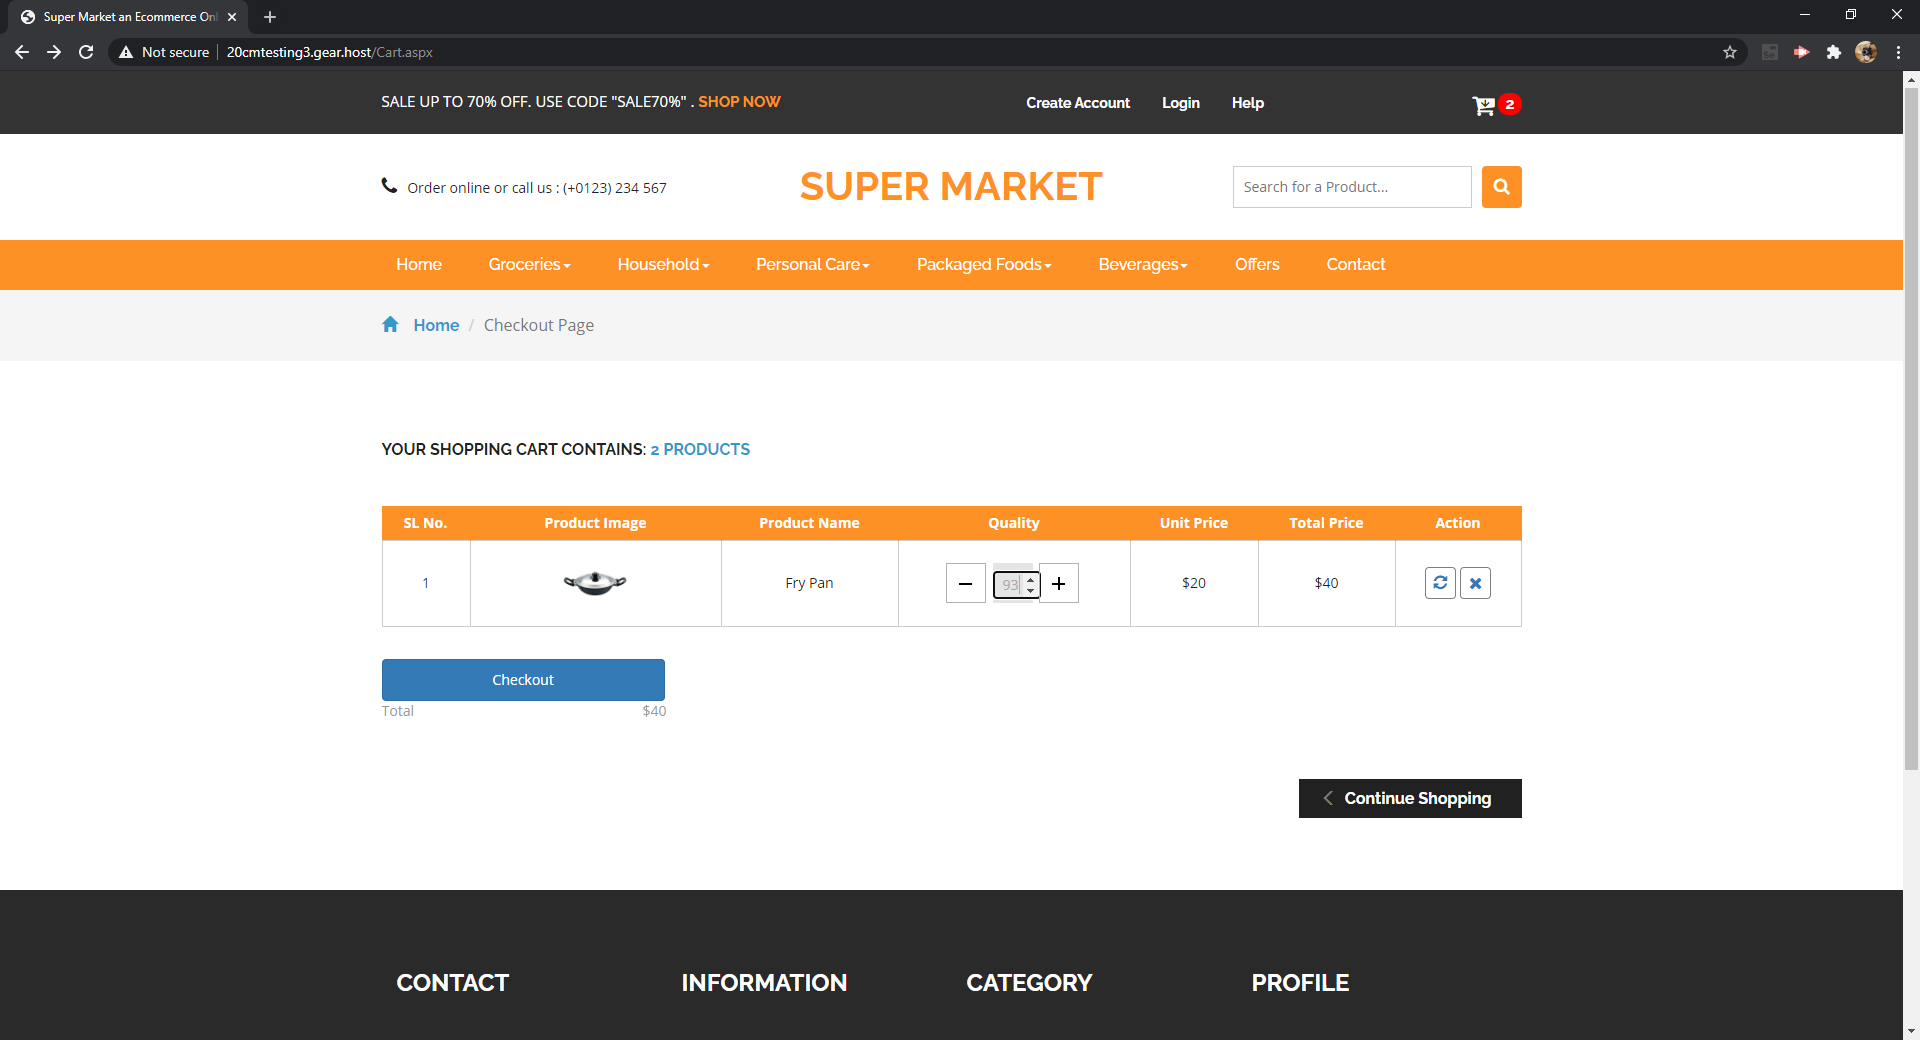 Super Market an Ecommerce Onl
Not secure
20cmtesting3.gear.host/Cart.aspx
SALE UP TO 70% OFF. USE CODE "SALE70%" . SHOP NOW
Create Account
Login
Help
2
Order online or call us : (+0123) 234 567
SUPER MARKET
Search for a Product...
Home
Groceries
Household
Personal Care
Packaged Foods
Beverages
Offers
Contact
Home / Checkout Page
YOUR SHOPPING CART CONTAINS: 2 PRODUCTS
SL No.
Product Image
Product Name
Quality
Unit Price
Total Price
Action
1
Fry Pan
93
$20
$40
Checkout
Total
$40
Continue Shopping
CONTACT
INFORMATION
CATEGORY
PROFILE